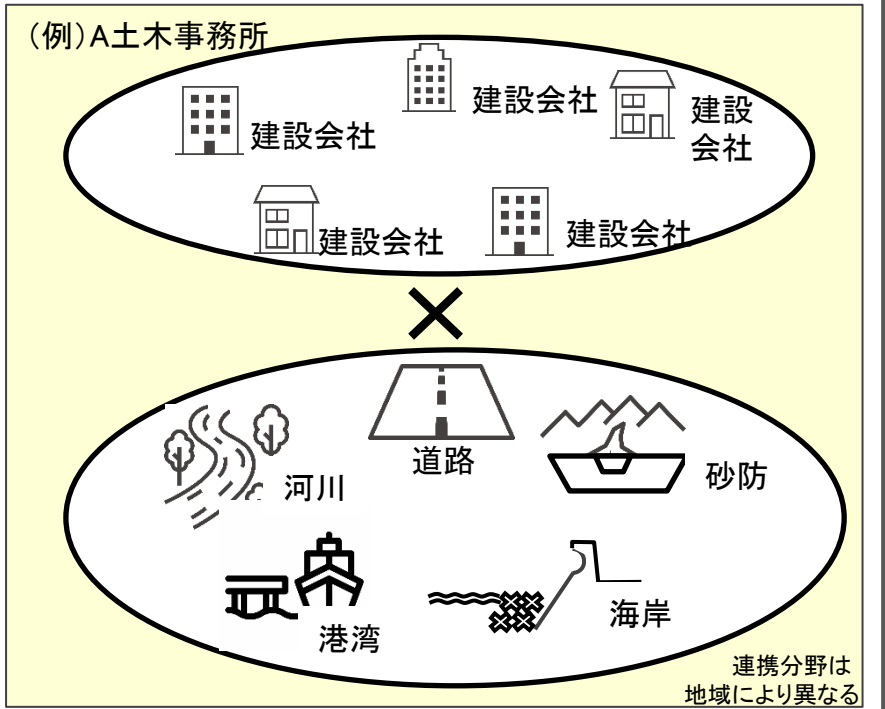 （例）A土木事務所
建設会社
建設会社
建設
会社
建設会社
建設会社
道路
河川
砂防
港湾
海岸
連携分野は
地域により異なる